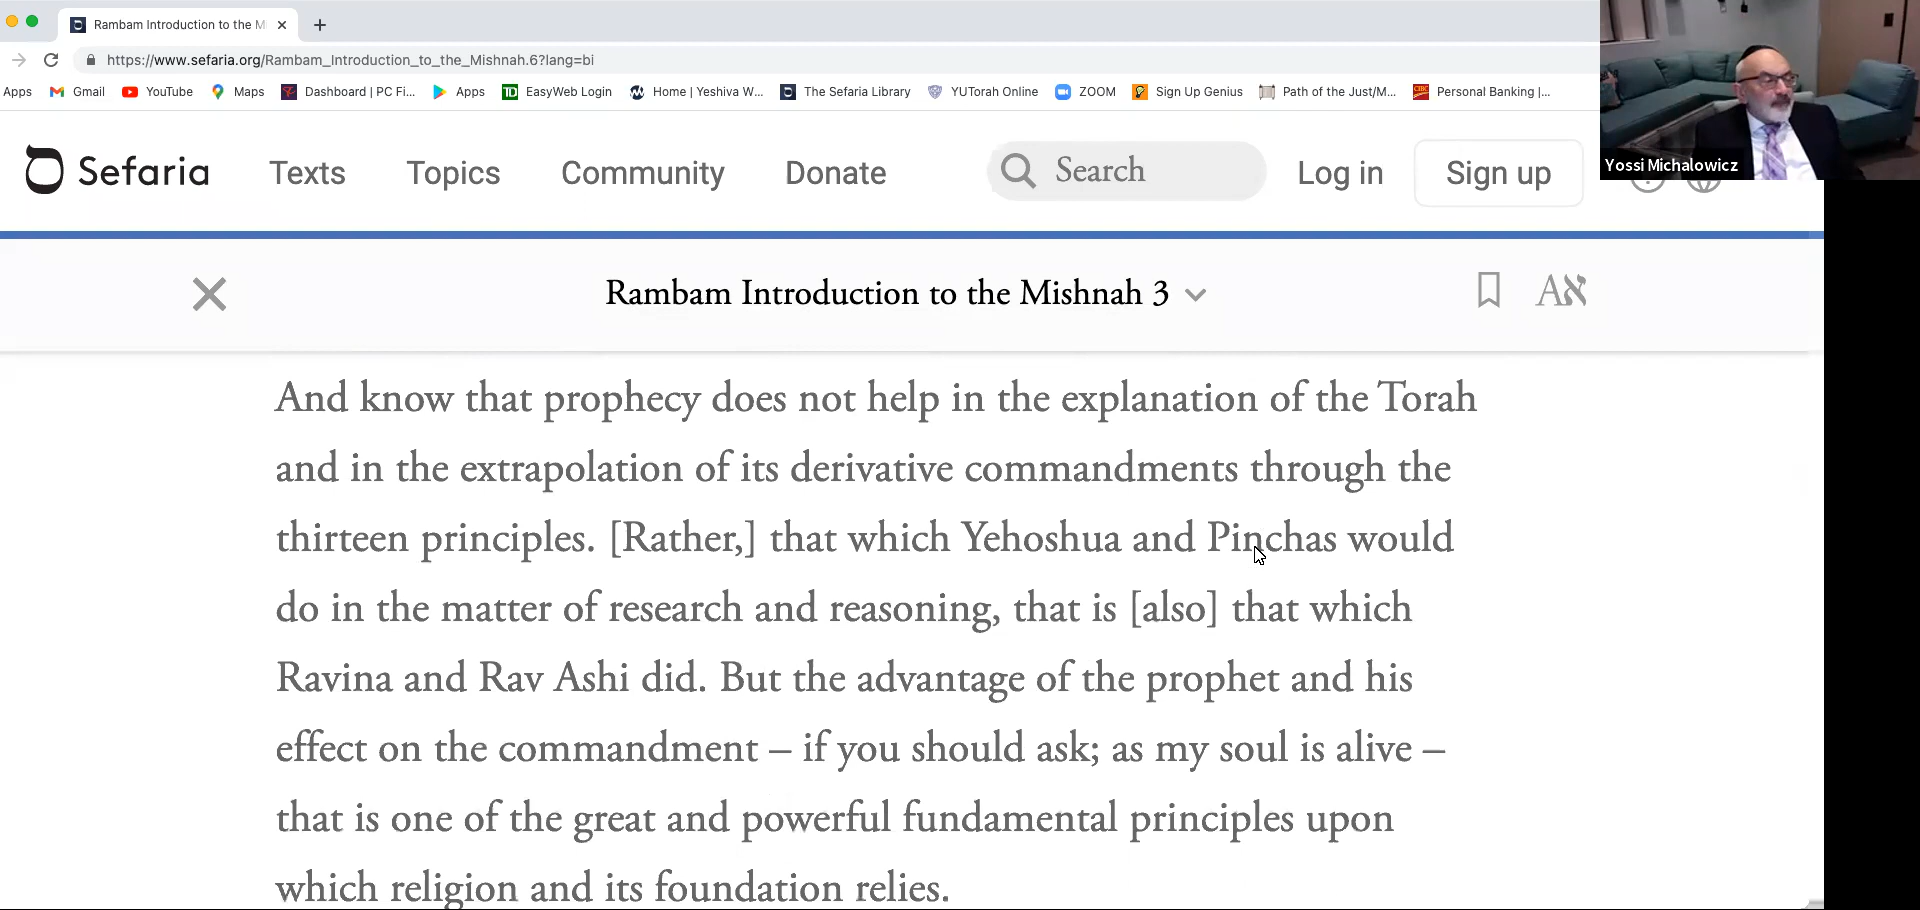 Rambam Introduction to the M
https://www.sefaria.org/Rambam_Introduction_to_the_Mishnah.6?lang=bi
Apps Gmail YouTube Maps Dashboard | PC Fi... Apps EasyWeb Login Home | Yeshiva W... The Sefaria Library YUTorah Online ZOOM Sign Up Genius Path of the Just/M... Personal Banking |...
Yossi Michalowicz
Sefaria Texts Topics Community Donate Search Log in Sign up
Rambam Introduction to the Mishnah 3
Aא
And know that prophecy does not help in the explanation of the Torah
and in the extrapolation of its derivative commandments through the
thirteen principles. [Rather,] that which Yehoshua and Pinchas would
do in the matter of research and reasoning, that is [also] that which
Ravina and Rav Ashi did. But the advantage of the prophet and his
effect on the commandment – if you should ask; as my soul is alive –
that is one of the great and powerful fundamental principles upon
which religion and its foundation relies.